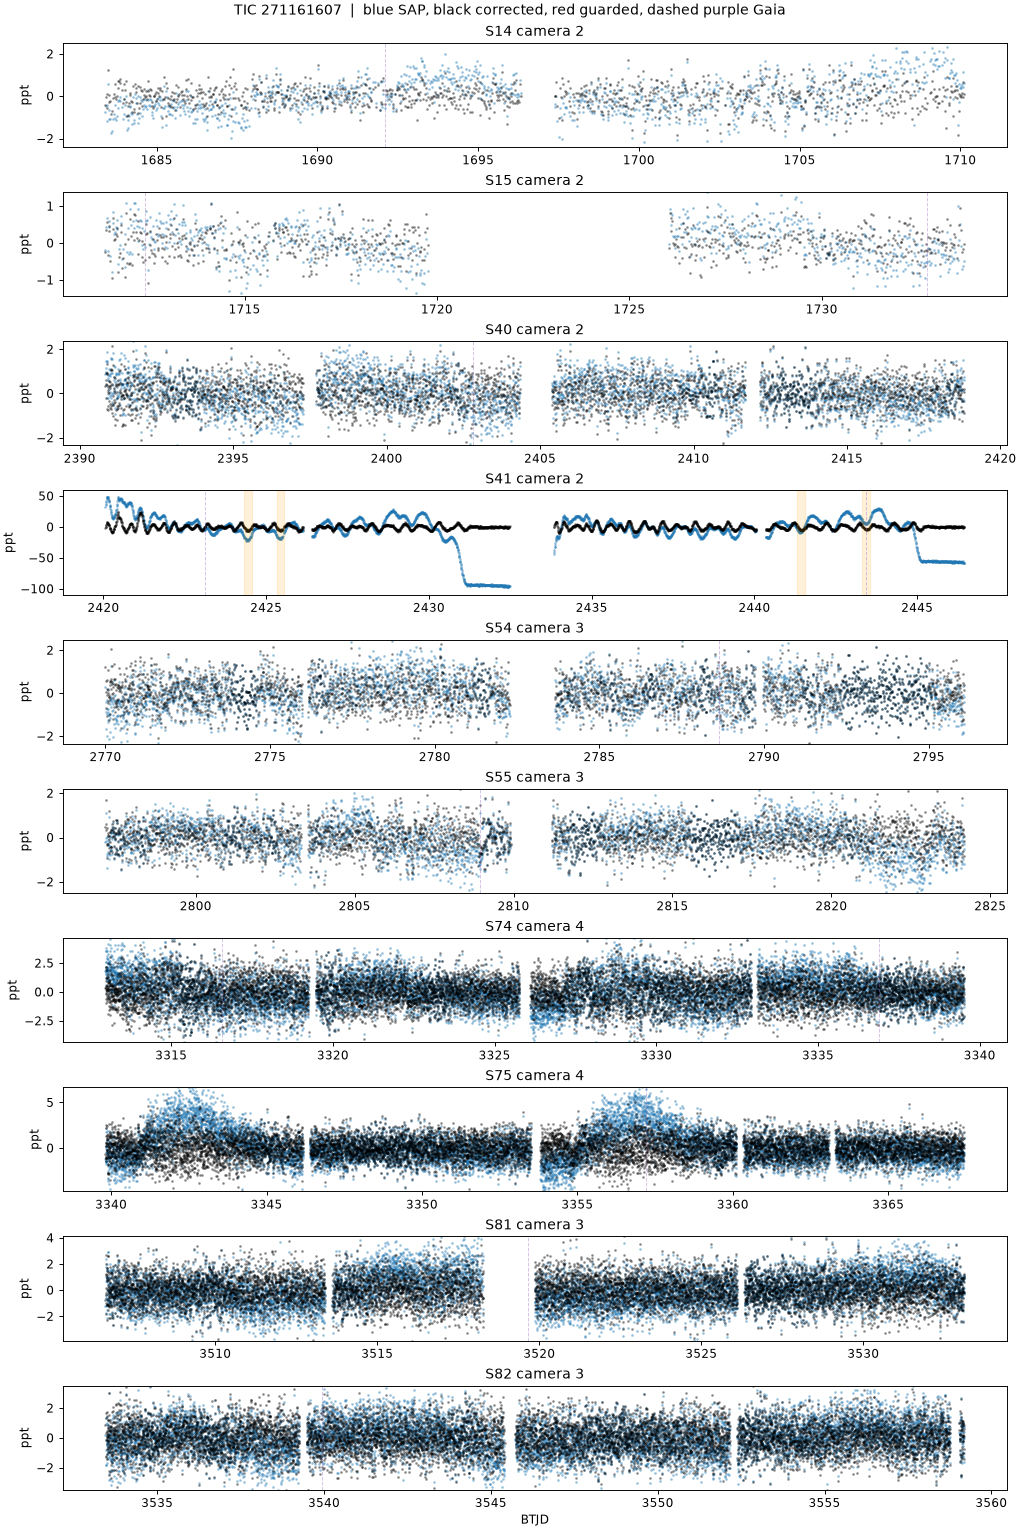 TIC 271161607 | blue SAP, black corrected, red guarded, dashed purple Gaia
S14 camera 2
2
0
−2
ppt
1685 1690 1695 1700 1705 1710
S15 camera 2
1
0
−1
ppt
1715 1720 1725 1730
S40 camera 2
2
0
−2
ppt
2390 2395 2400 2405 2410 2415 2420
S41 camera 2
50
0
−50
−100
ppt
2420 2425 2430 2435 2440 2445
S54 camera 3
2
0
−2
ppt
2770 2775 2780 2785 2790 2795
S55 camera 3
2
0
−2
ppt
2800 2805 2810 2815 2820 2825
S74 camera 4
2.5
0.0
−2.5
ppt
3315 3320 3325 3330 3335 3340
S75 camera 4
5
0
ppt
3340 3345 3350 3355 3360 3365
S81 camera 3
4
2
0
−2
ppt
3510 3515 3520 3525 3530
S82 camera 3
2
0
−2
ppt
3535 3540 3545 3550 3555 3560
BTJD